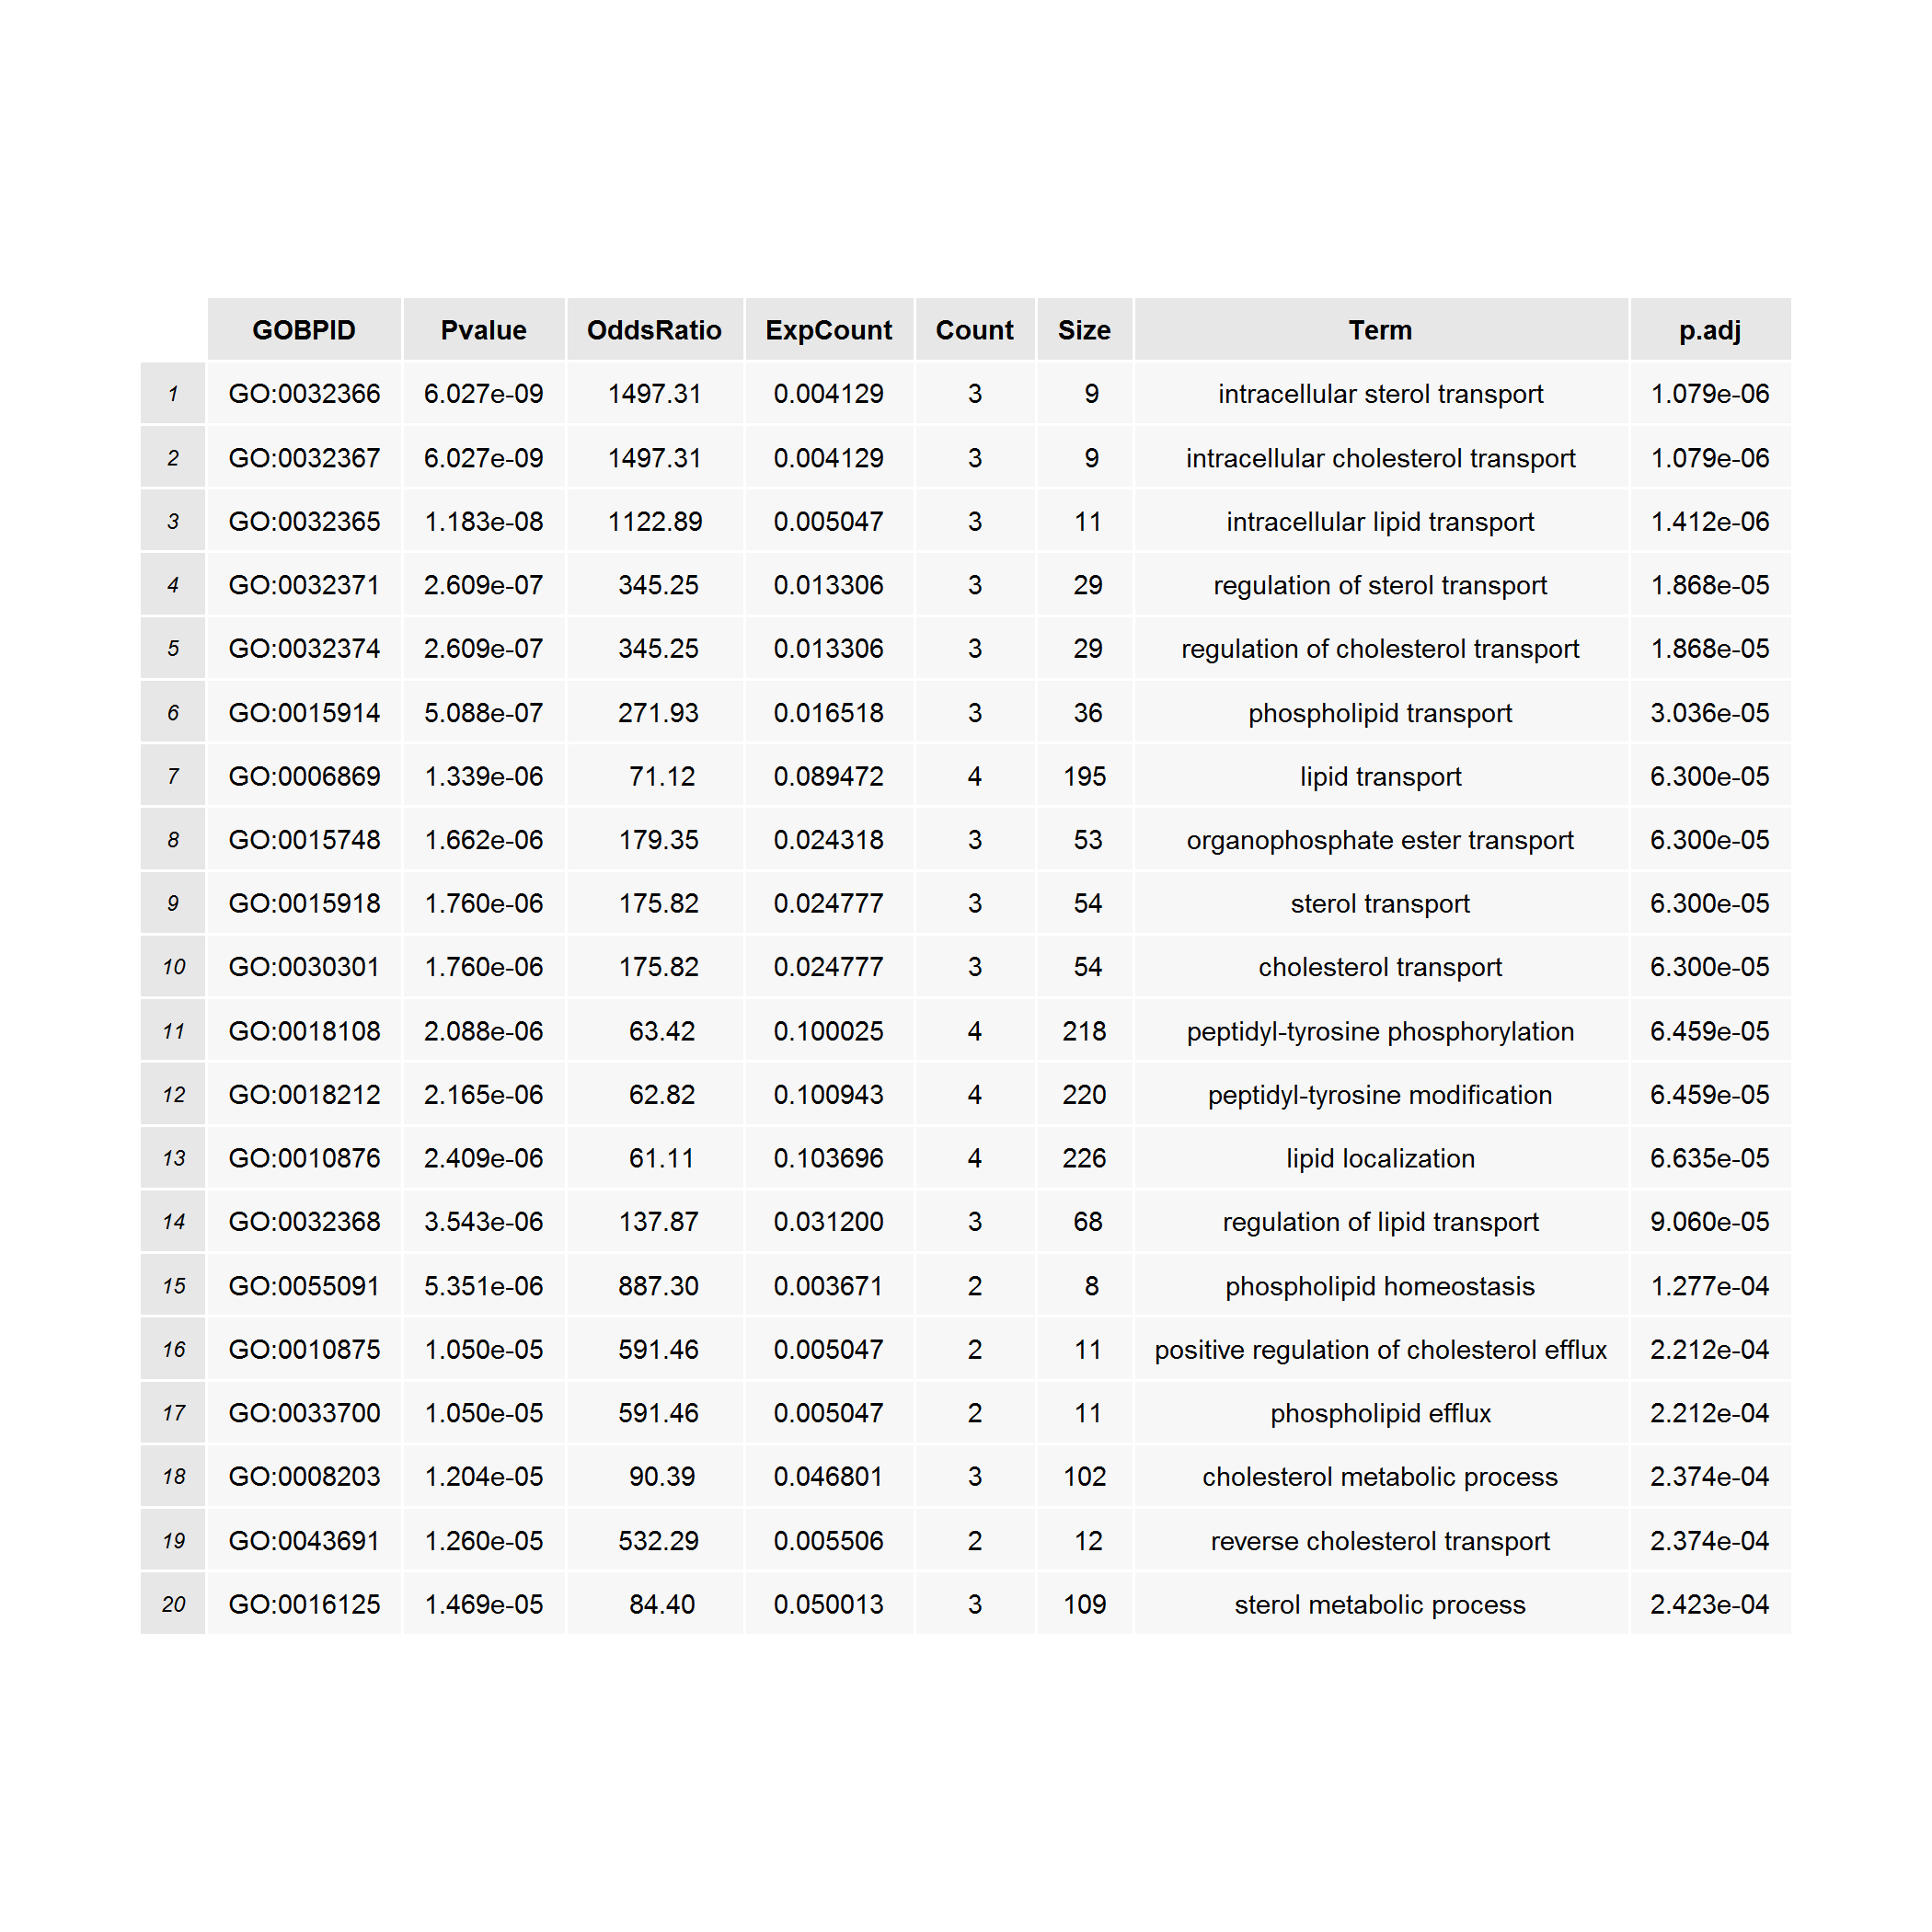 GOBPID Pvalue OddsRatio ExpCount Count Size Term p.adj
1 GO:0032366 6.027e-09 1497.31 0.004129 3 9 intracellular sterol transport 1.079e-06
2 GO:0032367 6.027e-09 1497.31 0.004129 3 9 intracellular cholesterol transport 1.079e-06
3 GO:0032365 1.183e-08 1122.89 0.005047 3 11 intracellular lipid transport 1.412e-06
4 GO:0032371 2.609e-07 345.25 0.013306 3 29 regulation of sterol transport 1.868e-05
5 GO:0032374 2.609e-07 345.25 0.013306 3 29 regulation of cholesterol transport 1.868e-05
6 GO:0015914 5.088e-07 271.93 0.016518 3 36 phospholipid transport 3.036e-05
7 GO:0006869 1.339e-06 71.12 0.089472 4 195 lipid transport 6.300e-05
8 GO:0015748 1.662e-06 179.35 0.024318 3 53 organophosphate ester transport 6.300e-05
9 GO:0015918 1.760e-06 175.82 0.024777 3 54 sterol transport 6.300e-05
10 GO:0030301 1.760e-06 175.82 0.024777 3 54 cholesterol transport 6.300e-05
11 GO:0018108 2.088e-06 63.42 0.100025 4 218 peptidyl-tyrosine phosphorylation 6.459e-05
12 GO:0018212 2.165e-06 62.82 0.100943 4 220 peptidyl-tyrosine modification 6.459e-05
13 GO:0010876 2.409e-06 61.11 0.103696 4 226 lipid localization 6.635e-05
14 GO:0032368 3.543e-06 137.87 0.031200 3 68 regulation of lipid transport 9.060e-05
15 GO:0055091 5.351e-06 887.30 0.003671 2 8 phospholipid homeostasis 1.277e-04
16 GO:0010875 1.050e-05 591.46 0.005047 2 11 positive regulation of cholesterol efflux 2.212e-04
17 GO:0033700 1.050e-05 591.46 0.005047 2 11 phospholipid efflux 2.212e-04
18 GO:0008203 1.204e-05 90.39 0.046801 3 102 cholesterol metabolic process 2.374e-04
19 GO:0043691 1.260e-05 532.29 0.005506 2 12 reverse cholesterol transport 2.374e-04
20 GO:0016125 1.469e-05 84.40 0.050013 3 109 sterol metabolic process 2.423e-04